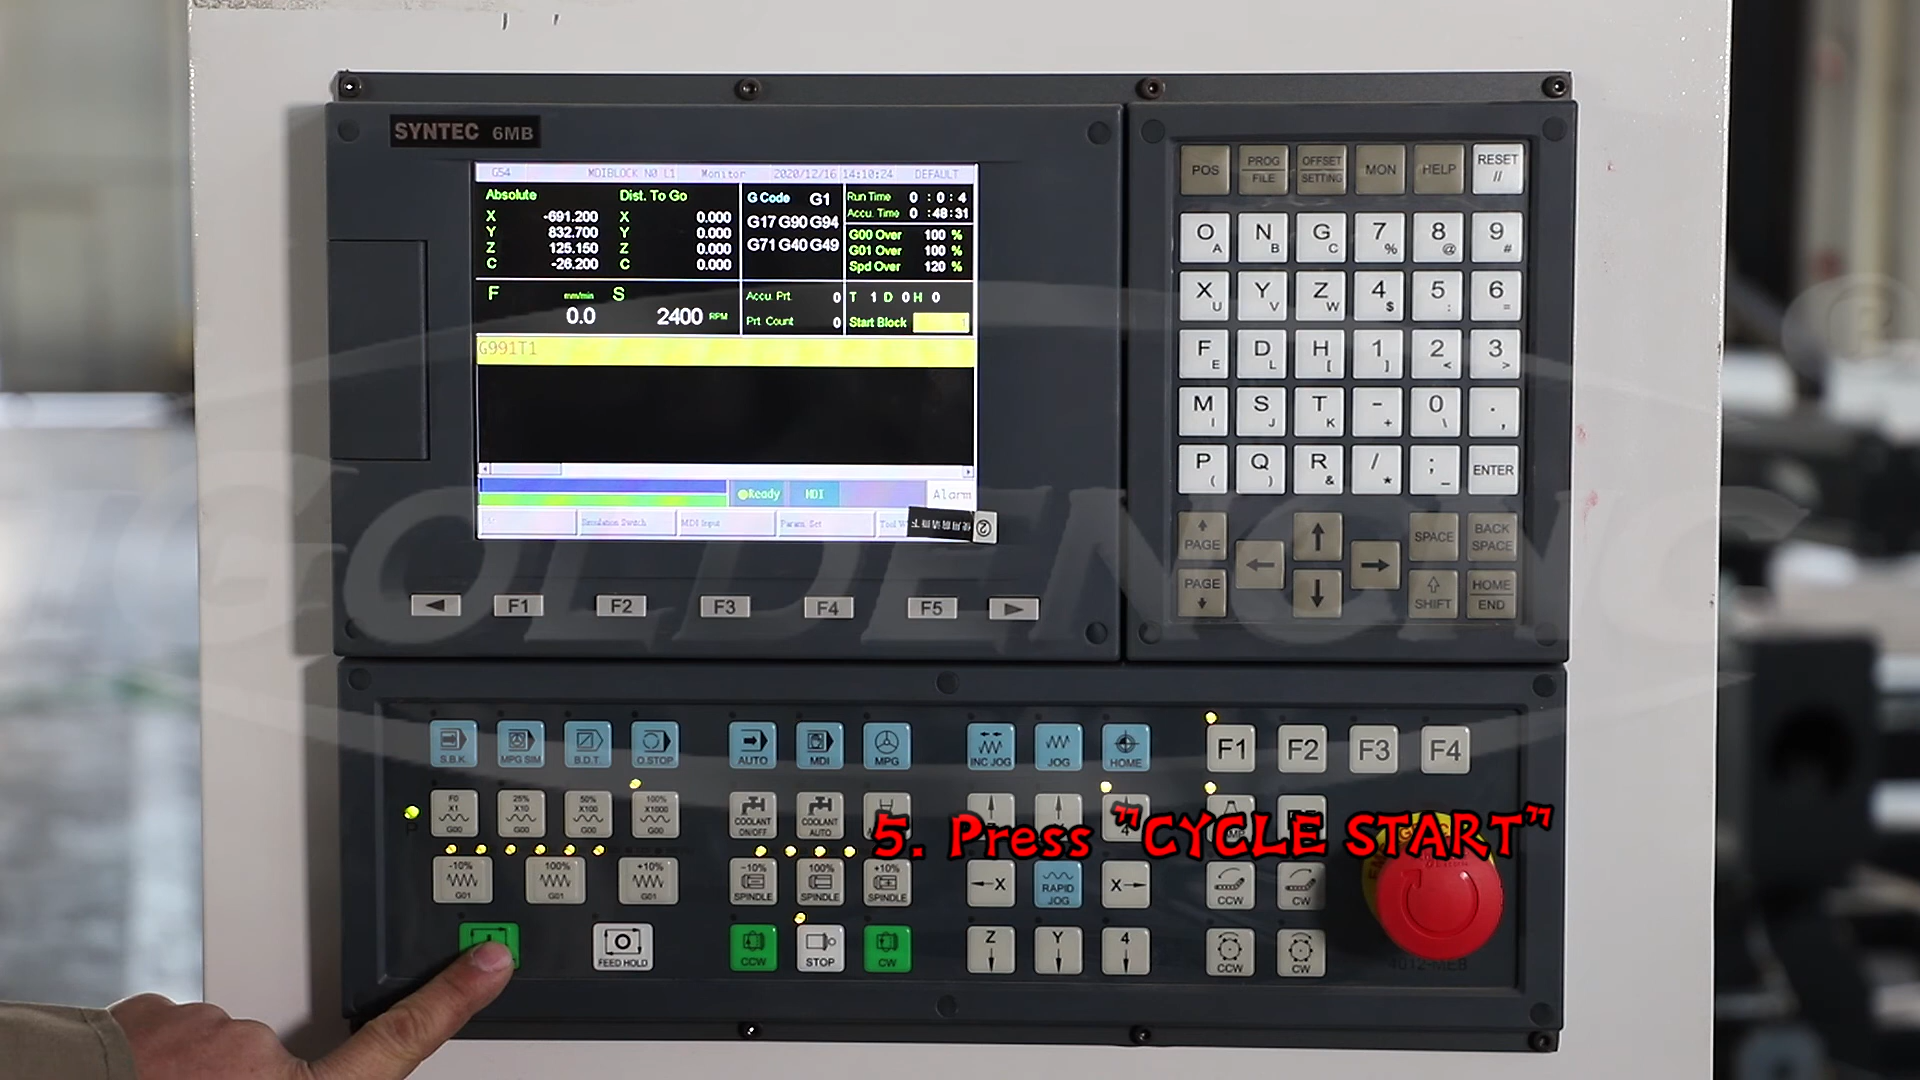 SYNTEC 6MB
G54 MDIBLOCK N0 L1 Monitor 2020/12/16 14:10:24 DEFAULT
Absolute Dist. To Go
X -691.200 X 0.000
Y 832.700 Y 0.000
Z 125.150 Z 0.000
C -26.200 C 0.000
G Code G1
G17 G90 G94
G71 G40 G49
Run Time 0 : 0 : 4
Accu. Time 0 : 48 : 31
G00 Over 100 %
G01 Over 100 %
Spd Over 120 %
F mm/min S
0.0 2400 RPM
Accu. Prt. 0
Prt. Count 0
T 1 D 0 H 0
Start Block 1
G991T1
Ready MDI Alarm
Simulation Switch MDI Input Param. Set
F1 F2 F3 F4 F5
POS PROG FILE OFFSET SETTING MON HELP RESET //
O A N B G C 7 % 8 @ 9 #
X U Y V Z W 4 $ 5 : 6 =
F E D L H [ 1 ] 2 < 3 >
M I S J T K - + 0 \ . ,
P ( Q ) R & / * ; _ ENTER
PAGE SPACE BACK SPACE
PAGE SHIFT HOME END
GOLDENCNC
S.B.K. MPG SIM B.D.T. O.STOP AUTO MDI MPG INC JOG JOG HOME F1 F2 F3 F4
F0 X1 G00 25% X10 G00 50% X100 G00 100% X1000 G00 COOLANT ON/OFF COOLANT AUTO
5. Press "CYCLE START"
-10% G01 100% G01 +10% G01 -10% SPINDLE 100% SPINDLE +10% SPINDLE -X RAPID JOG X- CCW CW
FEED HOLD CCW STOP CW Z Y 4 CCW CW
4012-MEB